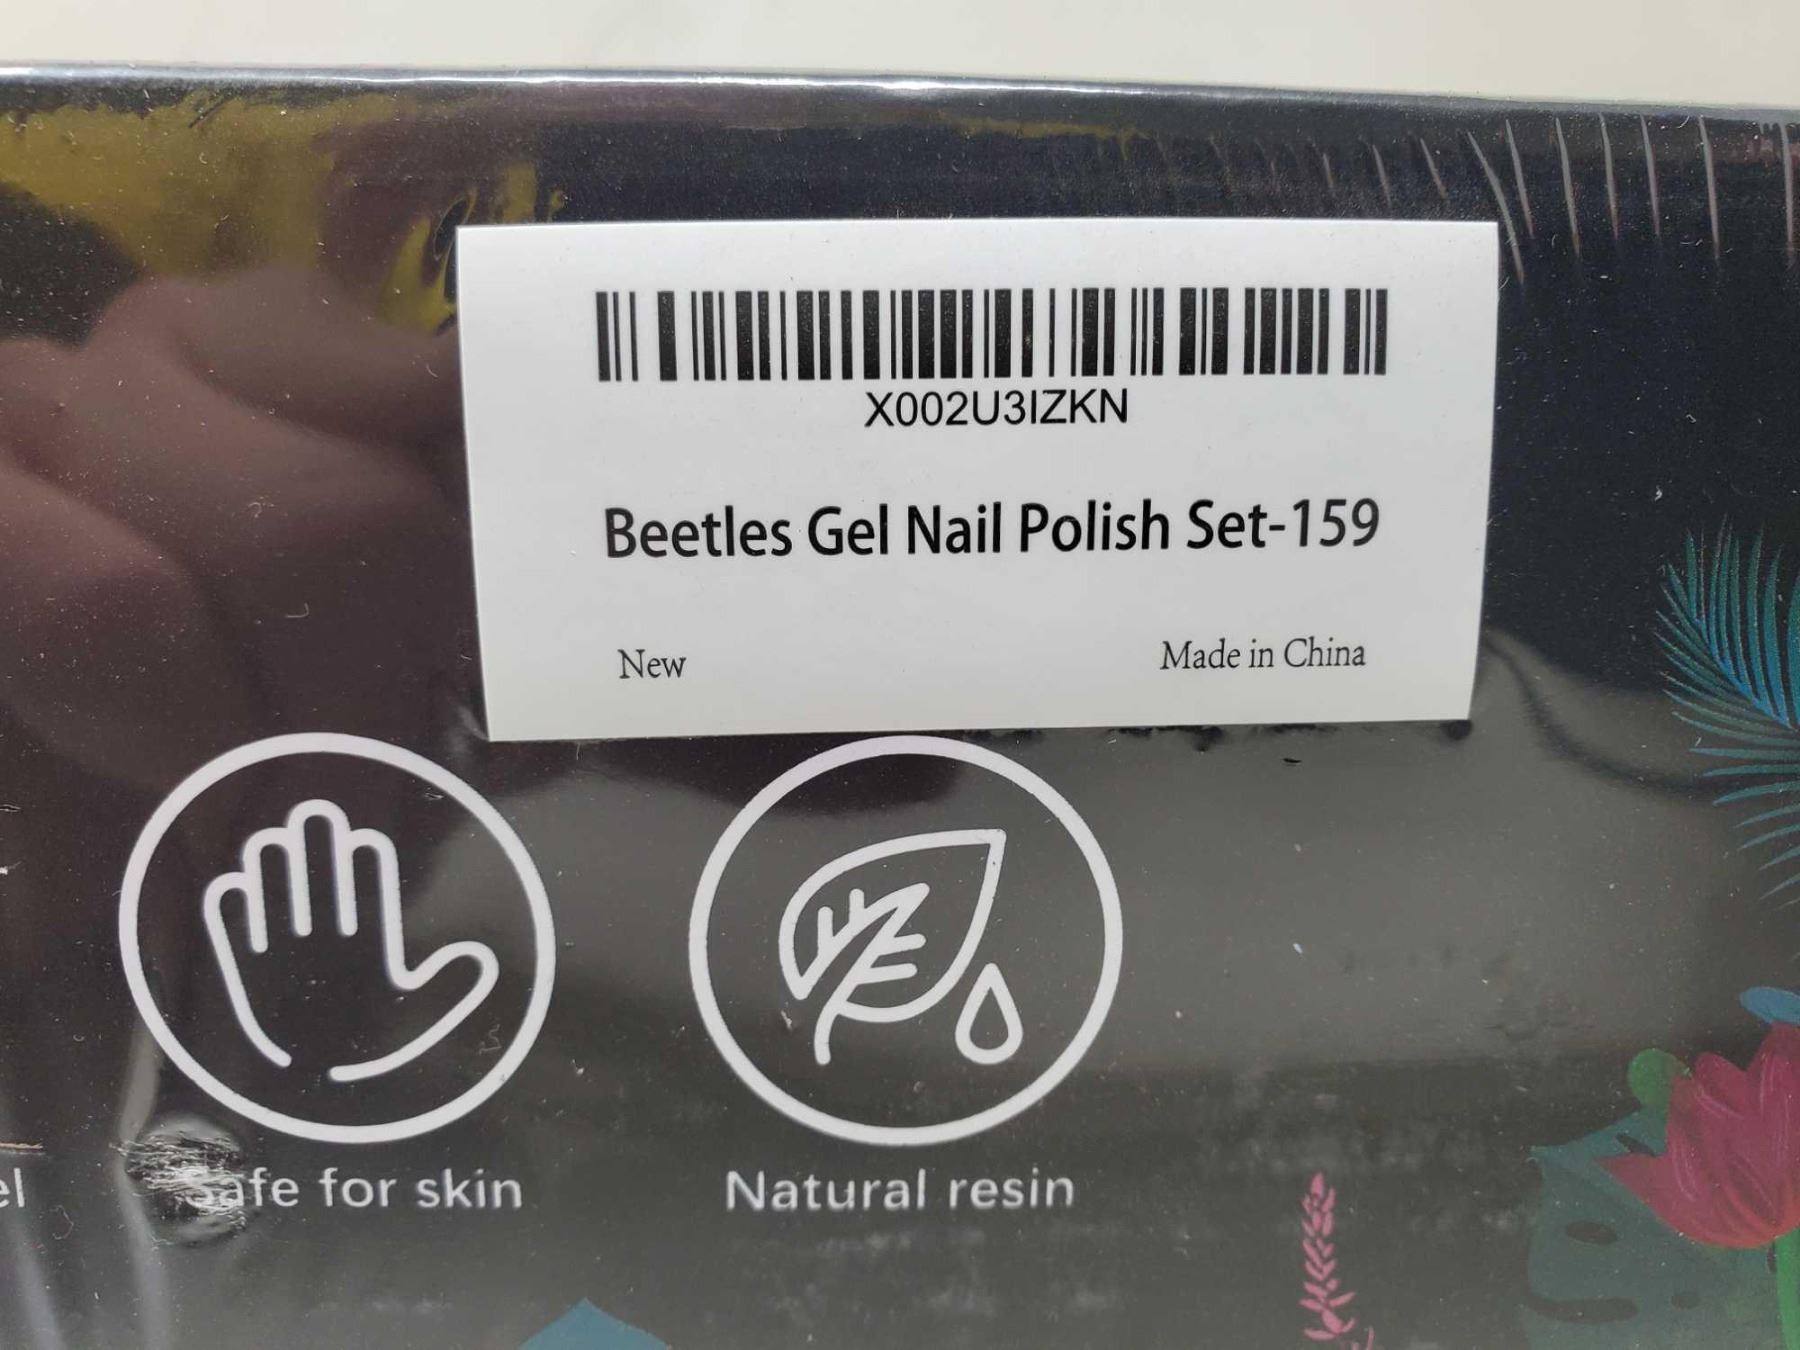 X002U3IZKN
Beetles Gel Nail Polish Set-159
New Made in China
Safe for skin Natural resin